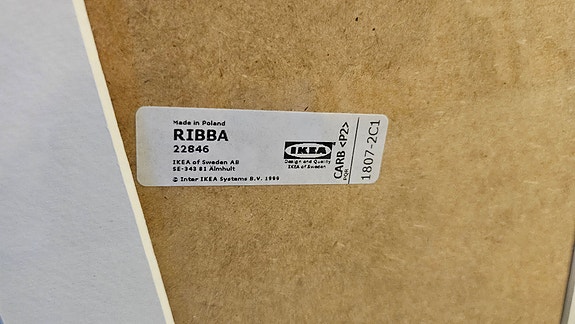 Made in Poland
RIBBA
22846
IKEA of Sweden AB
SE-343 81 Älmhult
© Inter IKEA Systems B.V. 1999
IKEA
Design and Quality
IKEA of Sweden
CARB <P2>
PQR
1807-2C1